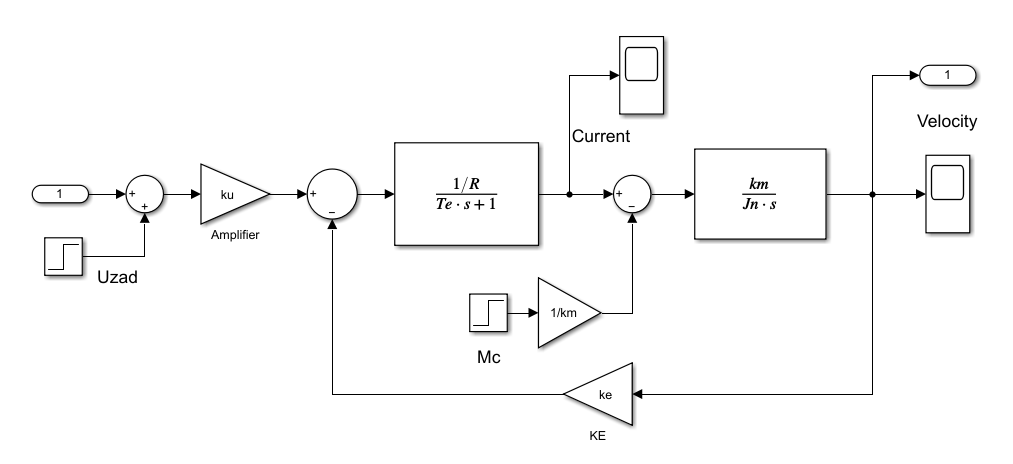 1
Velocity
Current
1
+
+
ku
+
−
1/R
Te · s + 1
+
−
km
Jn · s
Amplifier
Uzad
1/km
Mc
ke
KE